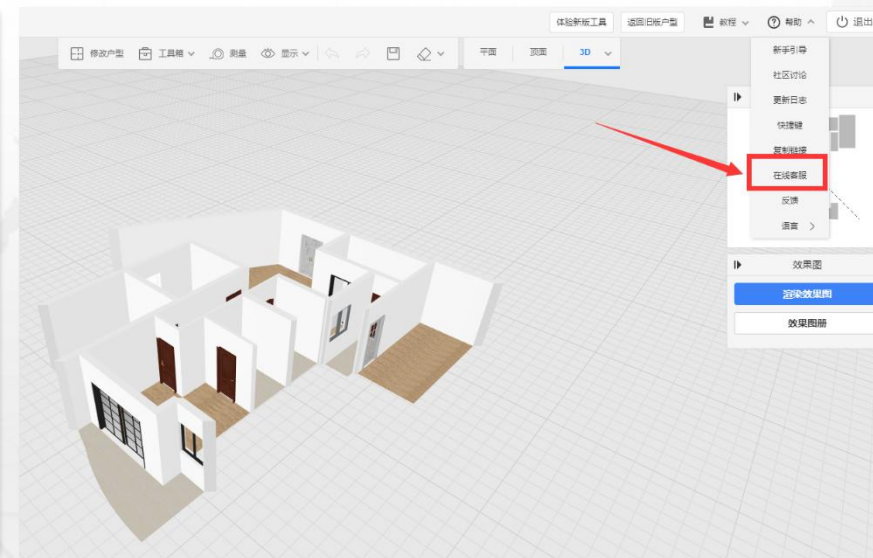 体验新版工具 返回旧版户型 教程 帮助 退出
修改户型 工具箱 测量 显示 平面 顶面 3D
新手引导
社区讨论
更新日志
快捷键
复制链接
在线客服
反馈
语言
效果图
渲染效果图
效果图册